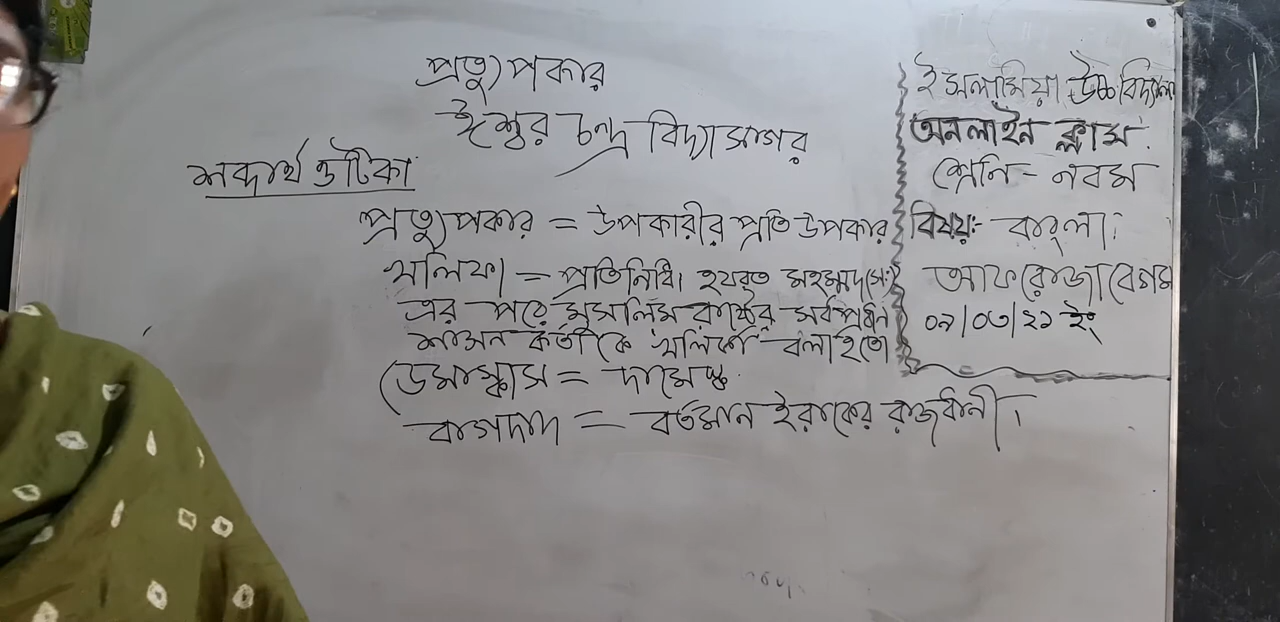 প্রত্যুপকার
ঈশ্বর চন্দ্র বিদ্যাসাগর
শব্দার্থ ও টিকা
প্রত্যুপকার = উপকারীর প্রতি উপকার
খলিফা = প্রতিনিধি। হযরত মহম্মদ (সঃ)
এর পরে মুসলিম রাষ্ট্রের সর্বপ্রধান
শাসন কর্তা কে খলিফা বলা হতো
ডেমাস্কাস = দামেস্ক
বাগদাদ = বর্তমান ইরাকের রাজধানী।
ইসলামিয়া উচ্চ বিদ্যালয়
অনলাইন ক্লাস
শ্রেনি - নবম
বিষয়ঃ- বাংলা।
আফরোজা বেগম
০৯/০৩/২১ ইং